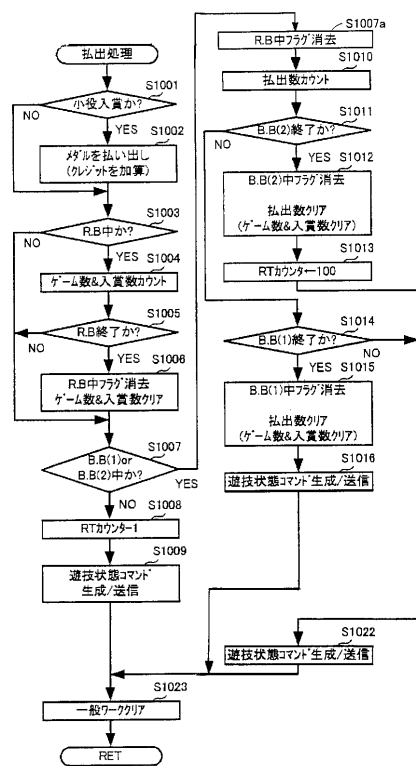 払出処理
S1001
小役入賞か?
NO
YES
S1002
メダルを払い出し
(クレジットを加算)
S1003
R.B中か?
NO
YES
S1004
ゲーム数&入賞数カウント
S1005
R.B終了か?
NO
YES
S1006
R.B中フラグ消去
ゲーム数&入賞数クリア
S1007
B.B(1)or
B.B(2)中か?
YES
NO
S1008
RTカウンター1
S1009
遊技状態コマンド
生成/送信
S1007a
R.B中フラグ消去
S1010
払出数カウント
S1011
B.B(2)終了か?
NO
YES
S1012
B.B(2)中フラグ消去
払出数クリア
(ゲーム数&入賞数クリア)
S1013
RTカウンター100
S1014
B.B(1)終了か?
NO
YES
S1015
B.B(1)中フラグ消去
払出数クリア
(ゲーム数&入賞数クリア)
S1016
遊技状態コマンド生成/送信
S1022
遊技状態コマンド生成/送信
S1023
一般ワーククリア
RET